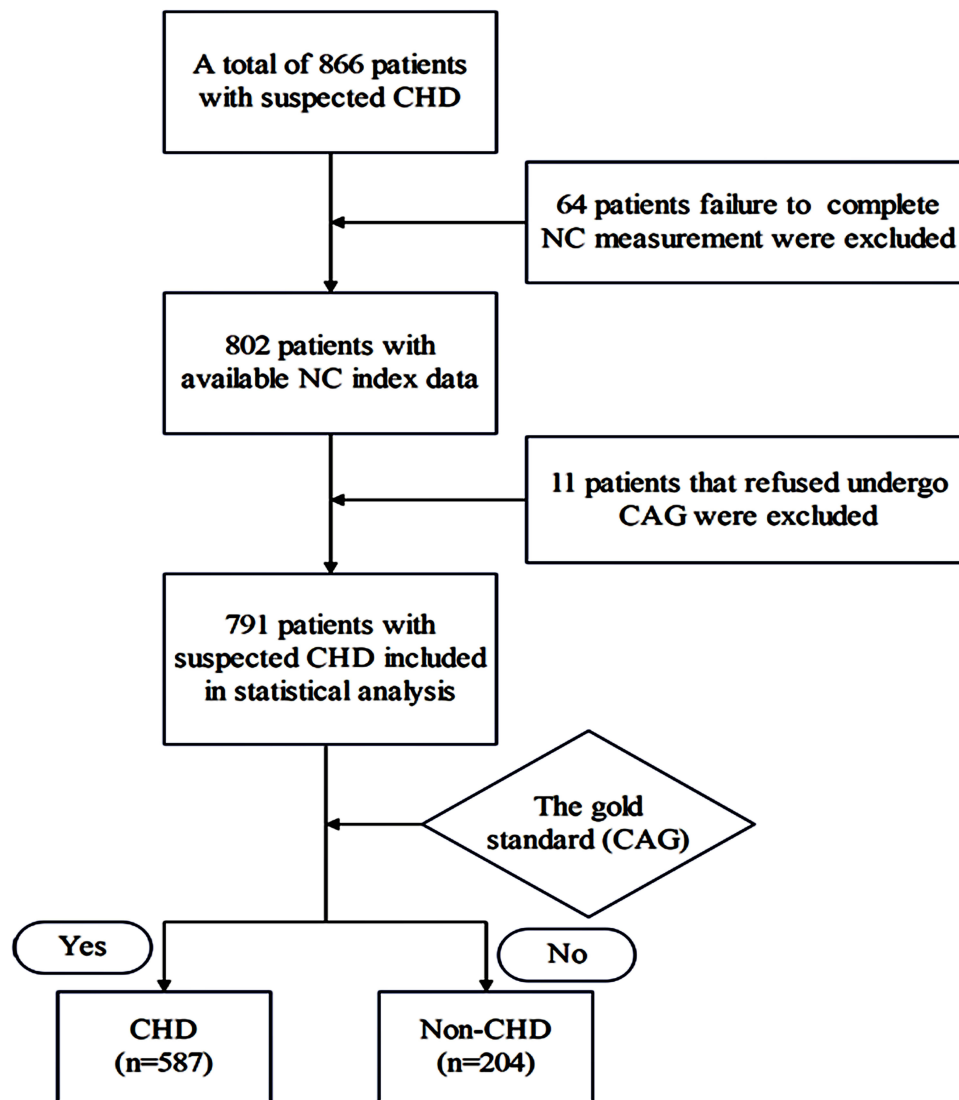 A total of 866 patients
with suspected CHD
64 patients failure to complete
NC measurement were excluded
802 patients with
available NC index data
11 patients that refused undergo
CAG were excluded
791 patients with
suspected CHD included
in statistical analysis
The gold
standard (CAG)
Yes
No
CHD
(n=587)
Non-CHD
(n=204)